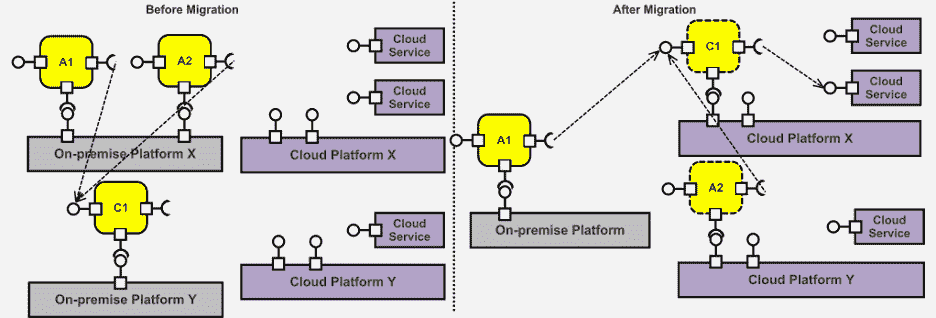 Before Migration
A1
A2
Cloud
Service
Cloud
Service
On-premise Platform X
Cloud Platform X
C1
Cloud
Service
On-premise Platform Y
Cloud Platform Y
After Migration
C1
Cloud
Service
Cloud
Service
A1
Cloud Platform X
A2
On-premise Platform
Cloud
Service
Cloud Platform Y